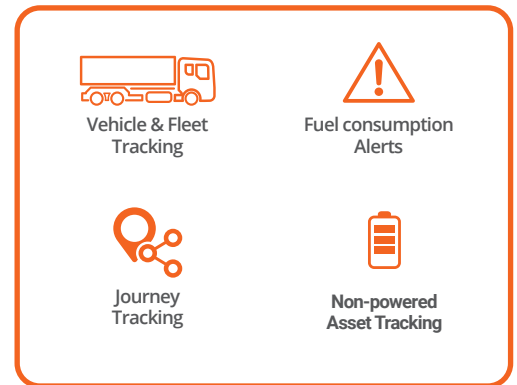 Vehicle & Fleet
Tracking
Fuel consumption
Alerts
Journey
Tracking
Non-powered
Asset Tracking